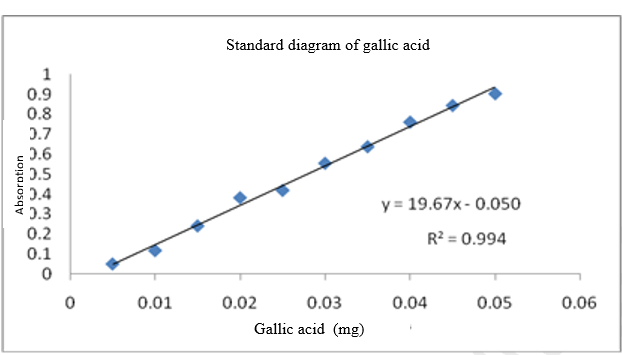 Standard diagram of gallic acid
1
0.9
0.8
0.7
0.6
0.5
0.4
0.3
0.2
0.1
0
Absorption
y = 19.67x - 0.050
R² = 0.994
0 0.01 0.02 0.03 0.04 0.05 0.06
Gallic acid (mg)